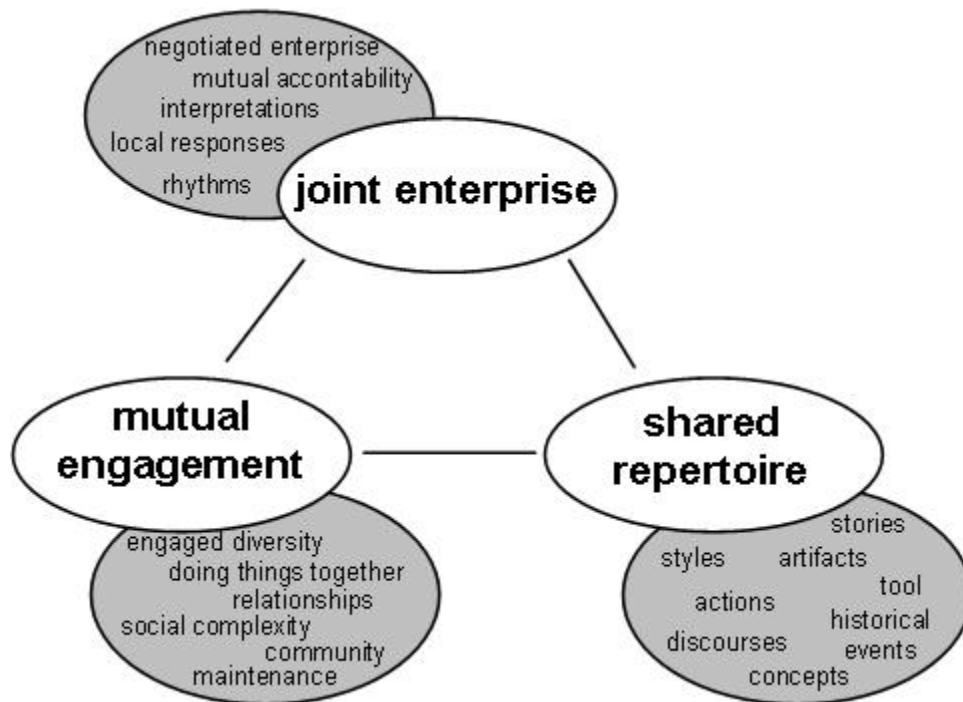 negotiated enterprise
mutual accontability
interpretations
local responses
rhythms
joint enterprise
mutual
engagement
engaged diversity
doing things together
relationships
social complexity
community
maintenance
shared
repertoire
stories
styles artifacts
tool
actions
historical
discourses
events
concepts